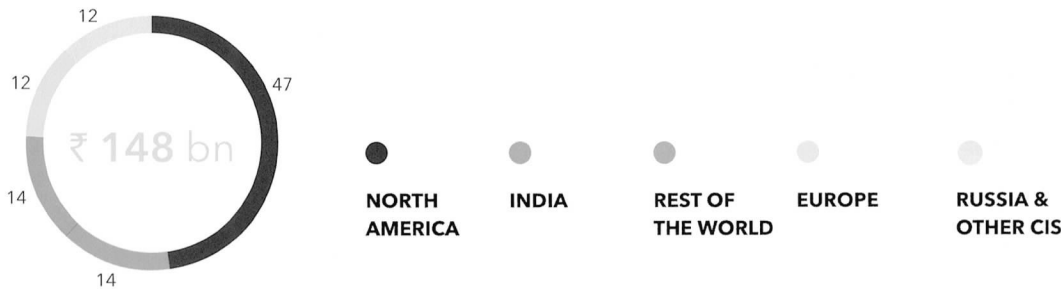 12
12
47
₹ 148 bn
14
14
NORTH
AMERICA
INDIA
REST OF
THE WORLD
EUROPE
RUSSIA &
OTHER CIS